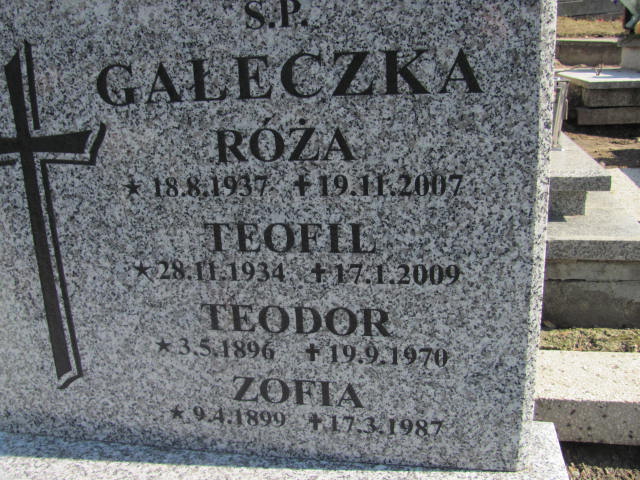 Ś.P.
GAŁECZKA
RÓŻA
★18.8.1937 ✝19.11.2007
TEOFIL
★28.11.1934 ✝17.1.2009
TEODOR
★3.5.1896 ✝19.9.1970
ZOFIA
★9.4.1899 ✝17.3.1987